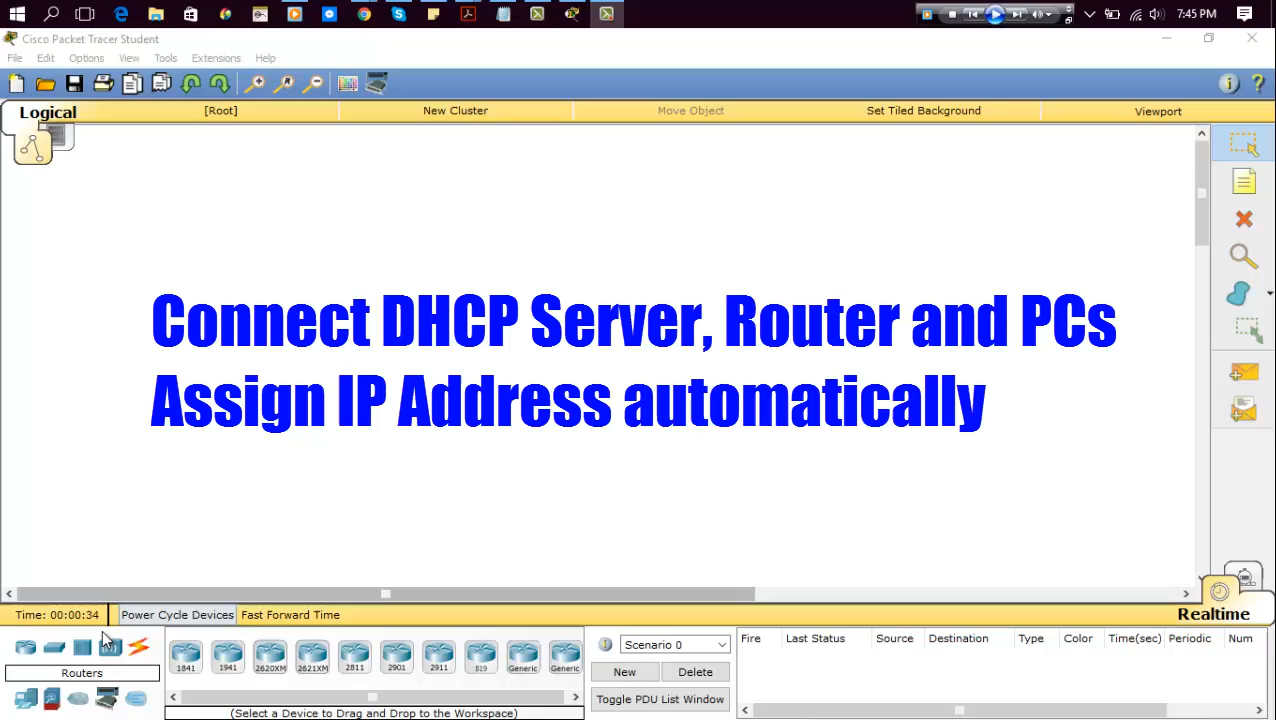 7:45 PM
Cisco Packet Tracer Student
File Edit Options View Tools Extensions Help
Logical [Root] New Cluster Move Object Set Tiled Background Viewport
Connect DHCP Server, Router and PCs
Assign IP Address automatically
Time: 00:00:34 Power Cycle Devices Fast Forward Time Realtime
Routers
1841 1941 2620XM 2621XM 2811 2901 2911 819 Generic Generic
(Select a Device to Drag and Drop to the Workspace)
Scenario 0
New Delete
Toggle PDU List Window
Fire Last Status Source Destination Type Color Time(sec) Periodic Num